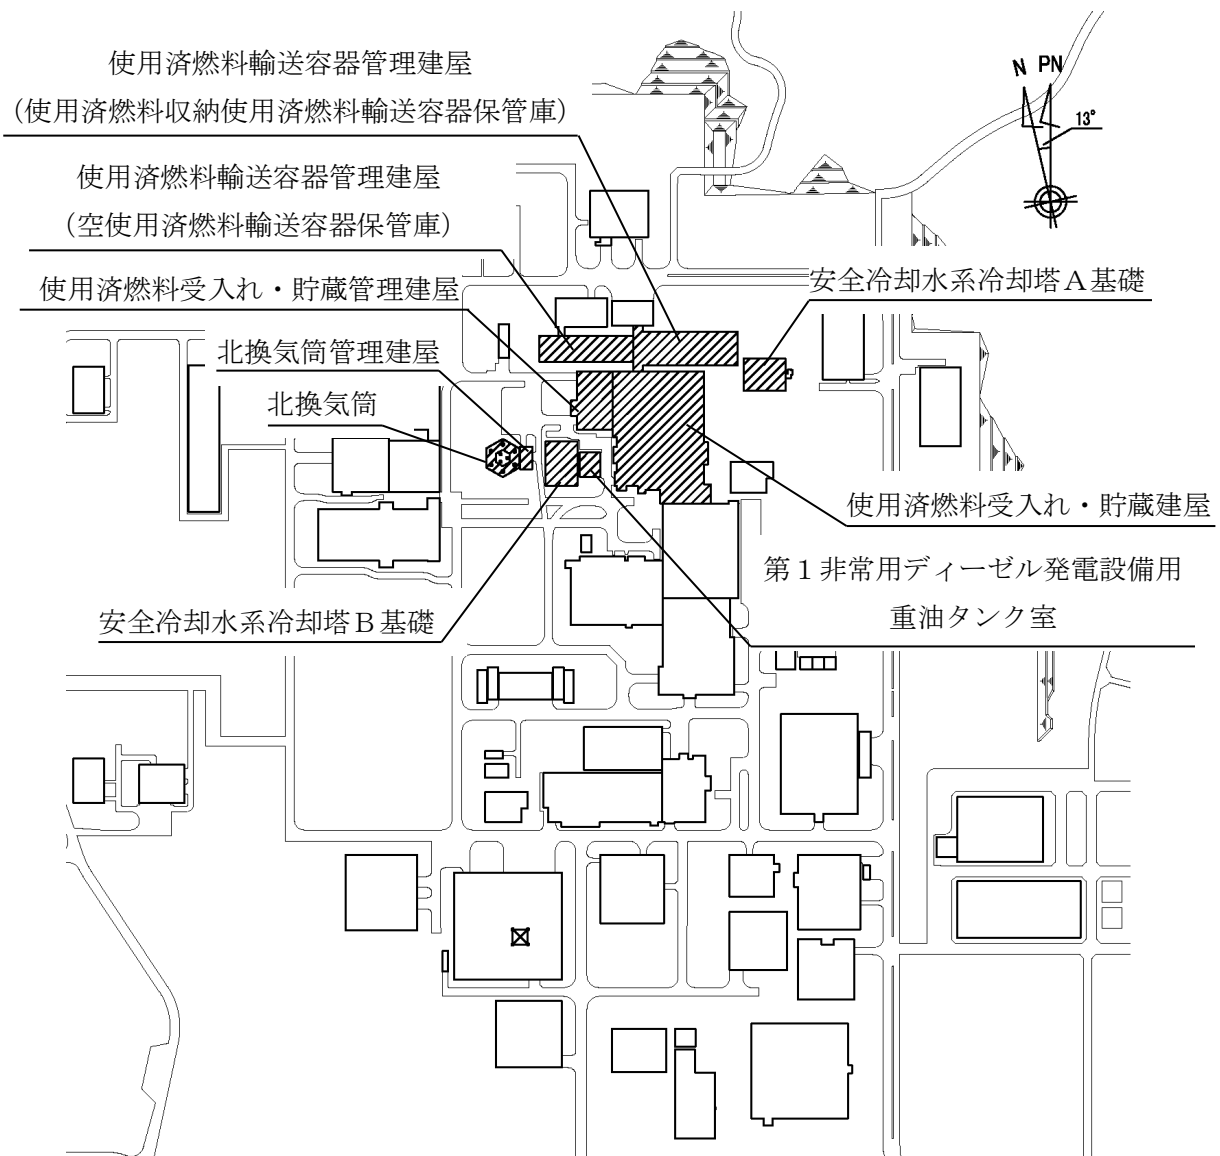 使用済燃料輸送容器管理建屋
(使用済燃料収納使用済燃料輸送容器保管庫)
使用済燃料輸送容器管理建屋
(空使用済燃料輸送容器保管庫)
使用済燃料受入れ・貯蔵管理建屋
北換気筒管理建屋
北換気筒
N PN
13°
安全冷却水系冷却塔A基礎
使用済燃料受入れ・貯蔵建屋
第1非常用ディーゼル発電設備用
重油タンク室
安全冷却水系冷却塔B基礎